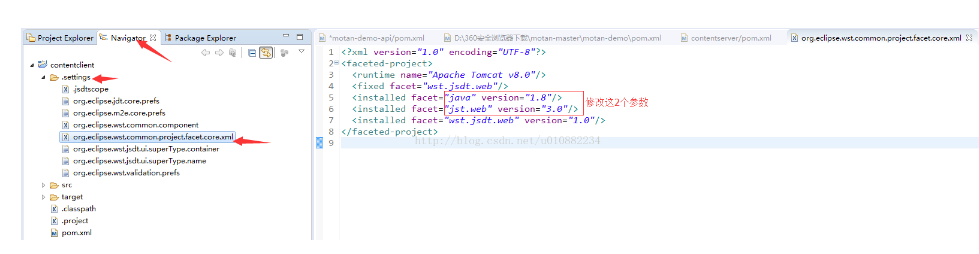 Project Explorer
Navigator
Package Explorer
contentclient
.settings
.jsdtscope
org.eclipse.jdt.core.prefs
org.eclipse.m2e.core.prefs
org.eclipse.wst.common.component
org.eclipse.wst.common.project.facet.core.xml
org.eclipse.wst.jsdt.ui.superType.container
org.eclipse.wst.jsdt.ui.superType.name
org.eclipse.wst.validation.prefs
src
target
.classpath
.project
pom.xml
*motan-demo-api/pom.xml
D:\360安全浏览器下载\motan-master\motan-demo\pom.xml
contentserver/pom.xml
org.eclipse.wst.common.project.facet.core.xml
1 <?xml version="1.0" encoding="UTF-8"?>
2 <faceted-project>
3 <runtime name="Apache Tomcat v8.0"/>
4 <fixed facet="wst.jsdt.web"/>
5 <installed facet="java" version="1.8"/>
修改这2个参数
6 <installed facet="jst.web" version="3.0"/>
7 <installed facet="wst.jsdt.web" version="1.0"/>
8 </faceted-project>
9
http://blog.csdn.net/u010882234